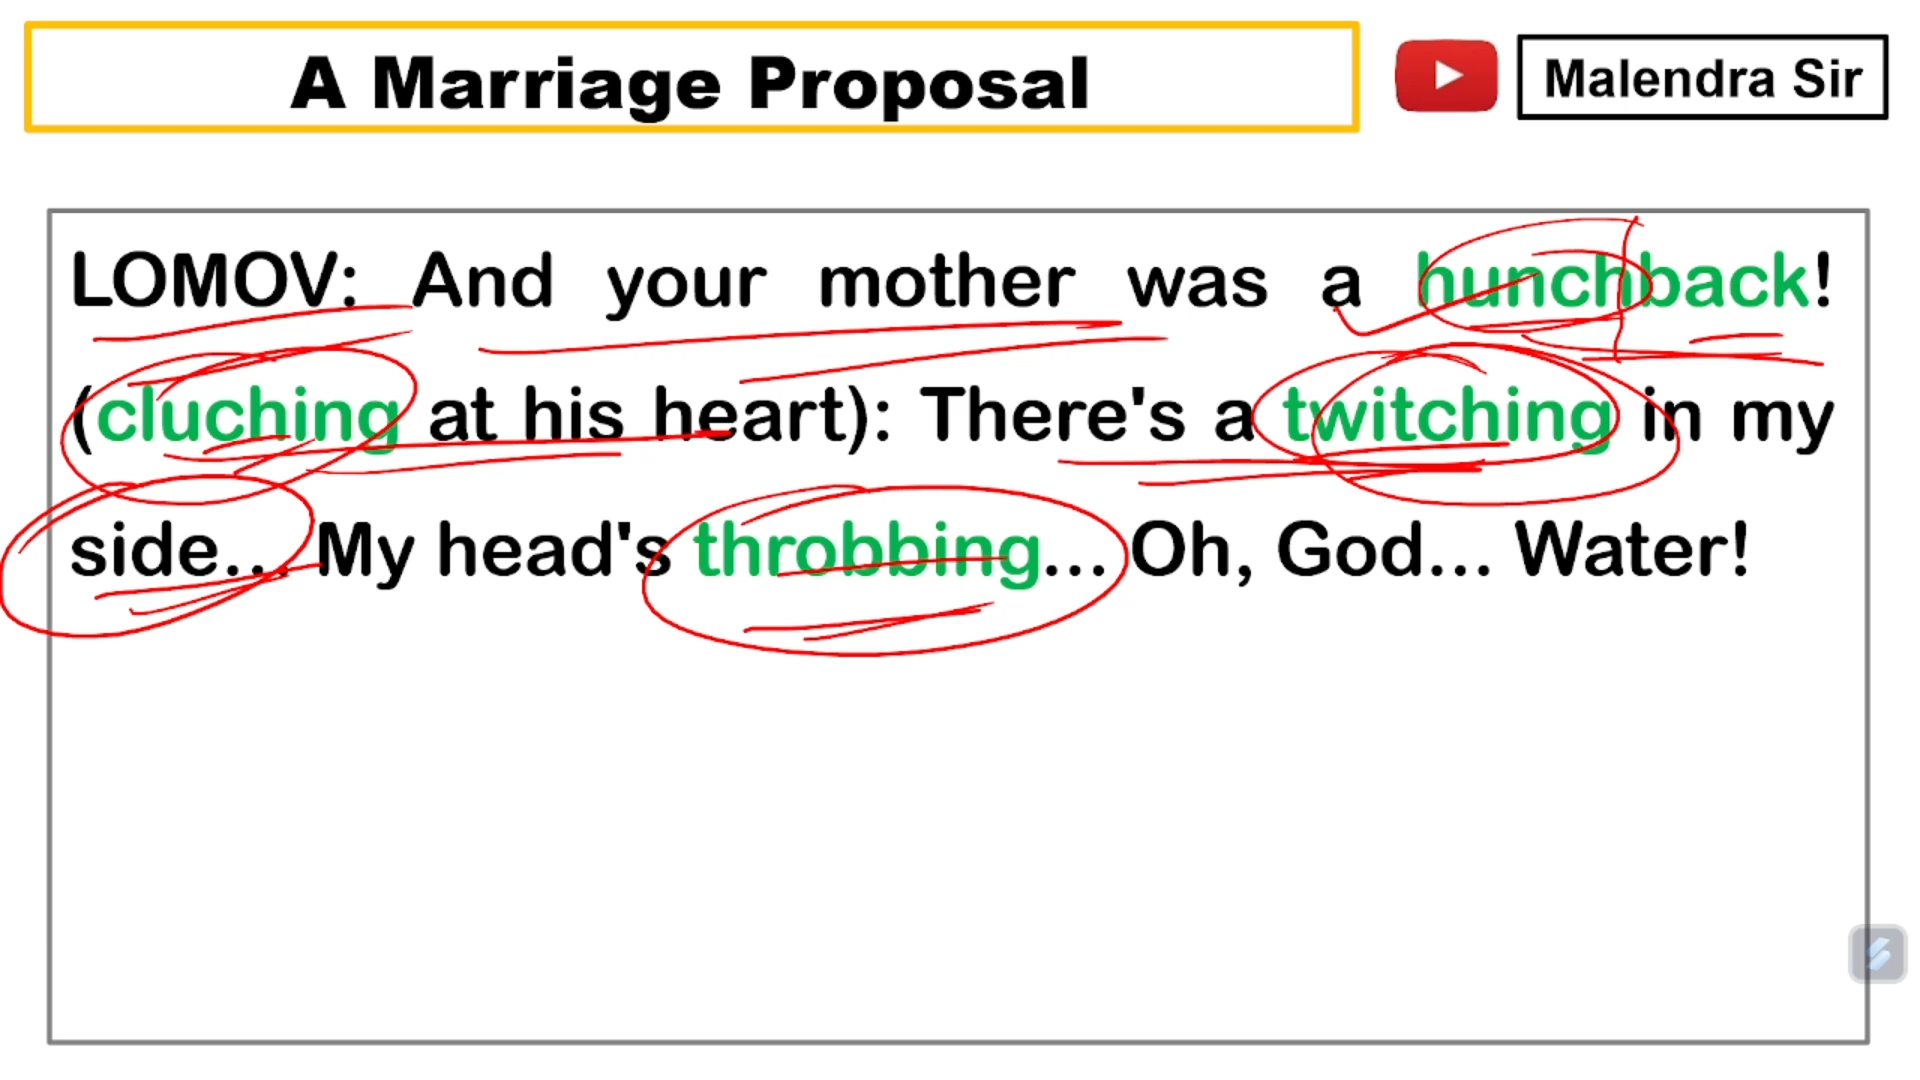 A Marriage Proposal
Malendra Sir
LOMOV: And your mother was a hunchback!
(cluching at his heart): There's a twitching in my
side... My head's throbbing... Oh, God... Water!